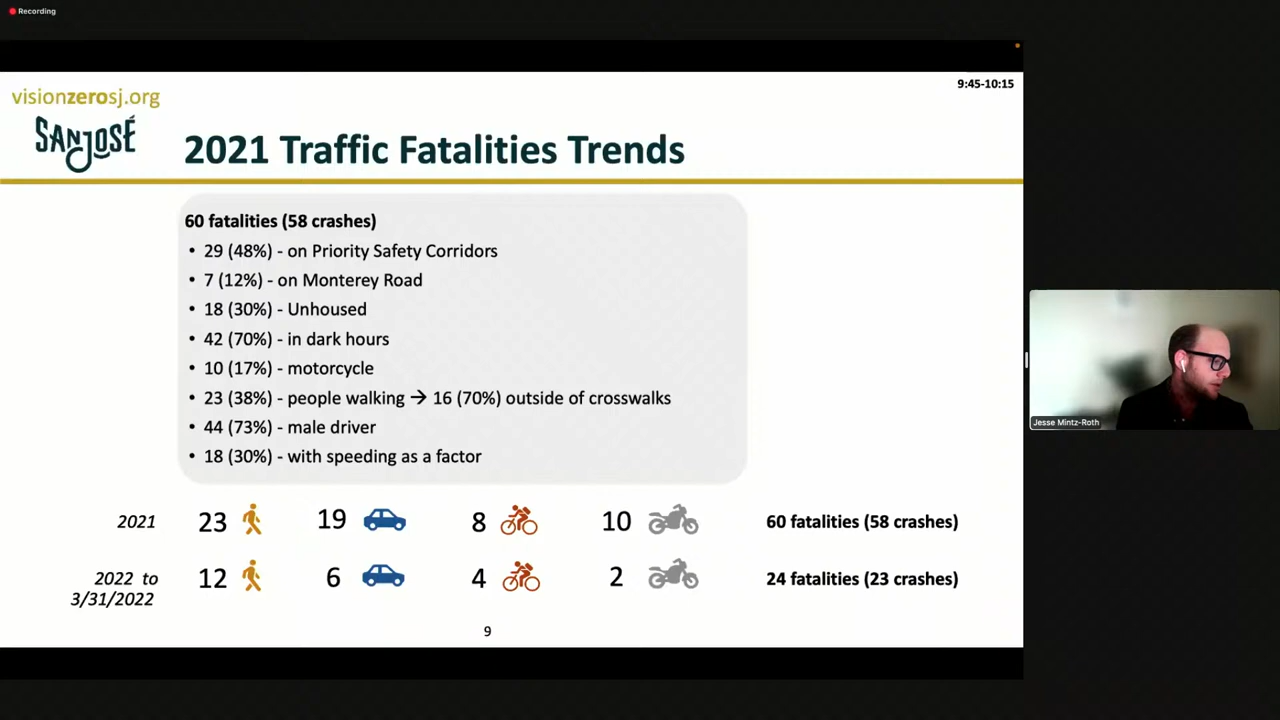 Recording
9:45-10:15
visionzerosj.org
SAN JOSÉ
2021 Traffic Fatalities Trends
60 fatalities (58 crashes)
• 29 (48%) - on Priority Safety Corridors
• 7 (12%) - on Monterey Road
• 18 (30%) - Unhoused
• 42 (70%) - in dark hours
• 10 (17%) - motorcycle
• 23 (38%) - people walking → 16 (70%) outside of crosswalks
• 44 (73%) - male driver
• 18 (30%) - with speeding as a factor
2021 23 19 8 10 60 fatalities (58 crashes)
2022 to 12 6 4 2 24 fatalities (23 crashes)
3/31/2022
9
Jesse Mintz-Roth